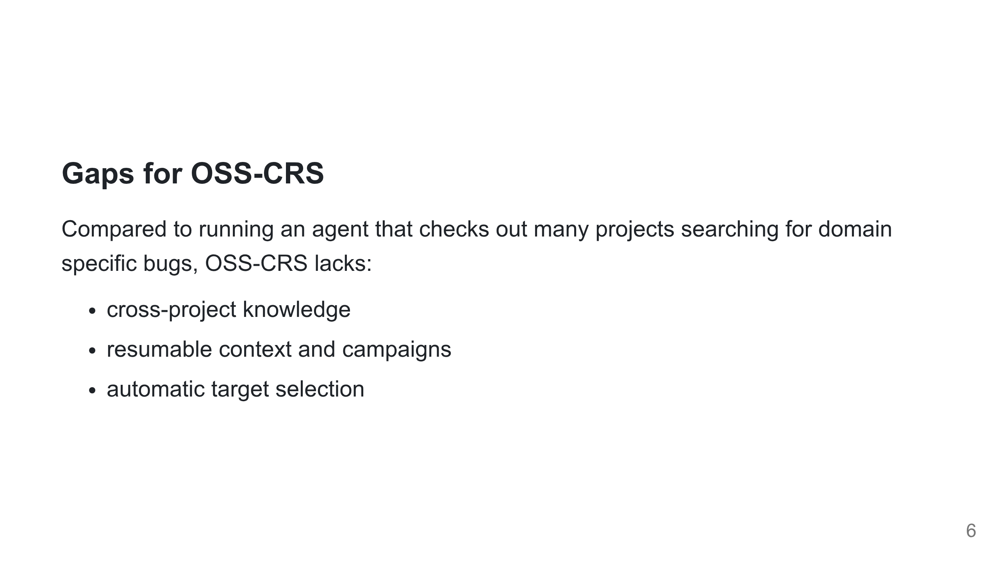 Gaps for OSS-CRS
Compared to running an agent that checks out many projects searching for domain
specific bugs, OSS-CRS lacks:
• cross-project knowledge
• resumable context and campaigns
• automatic target selection
6